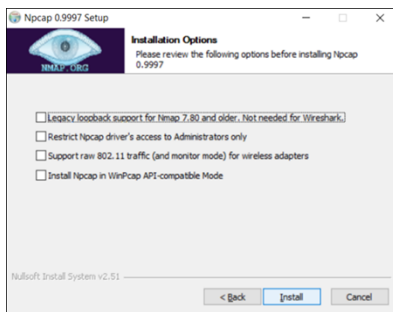 Npcap 0.9997 Setup
NMAP.ORG
Installation Options
Please review the following options before installing Npcap
0.9997
Legacy loopback support for Nmap 7.80 and older. Not needed for Wireshark.
Restrict Npcap driver's access to Administrators only
Support raw 802.11 traffic (and monitor mode) for wireless adapters
Install Npcap in WinPcap API-compatible Mode
Nullsoft Install System v2.51
< Back
Install
Cancel